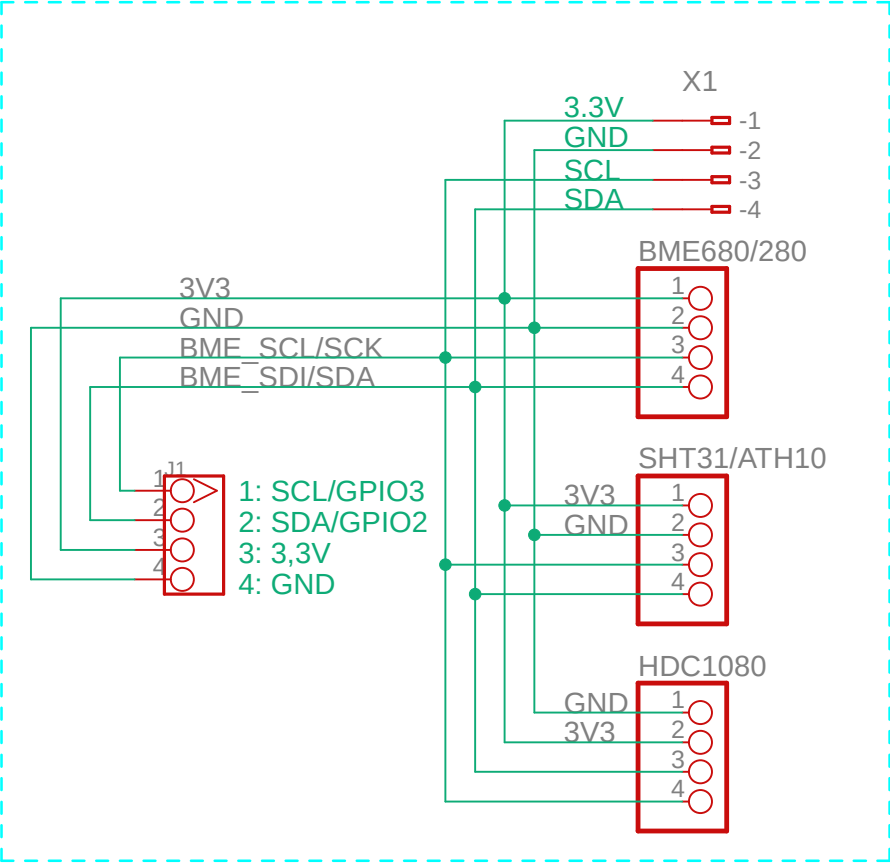 X1
3.3V
-1
GND
-2
SCL
-3
SDA
-4
BME680/280
3V3
1
GND
2
BME_SCL/SCK
3
BME_SDI/SDA
4
SHT31/ATH10
J1
1
1: SCL/GPIO3
2
2: SDA/GPIO2
3
3: 3,3V
4
4: GND
3V3
1
GND
2
3
4
HDC1080
GND
1
3V3
2
3
4